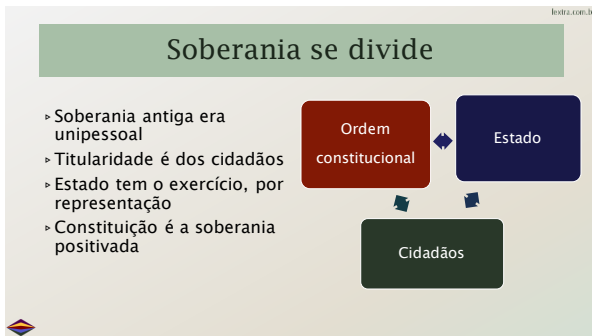 lextra.com.b
Soberania se divide
▹Soberania antiga era
unipessoal
▹Titularidade é dos cidadãos
▹Estado tem o exercício, por
representação
▹Constituição é a soberania
positivada
Ordem
constitucional
Estado
Cidadãos